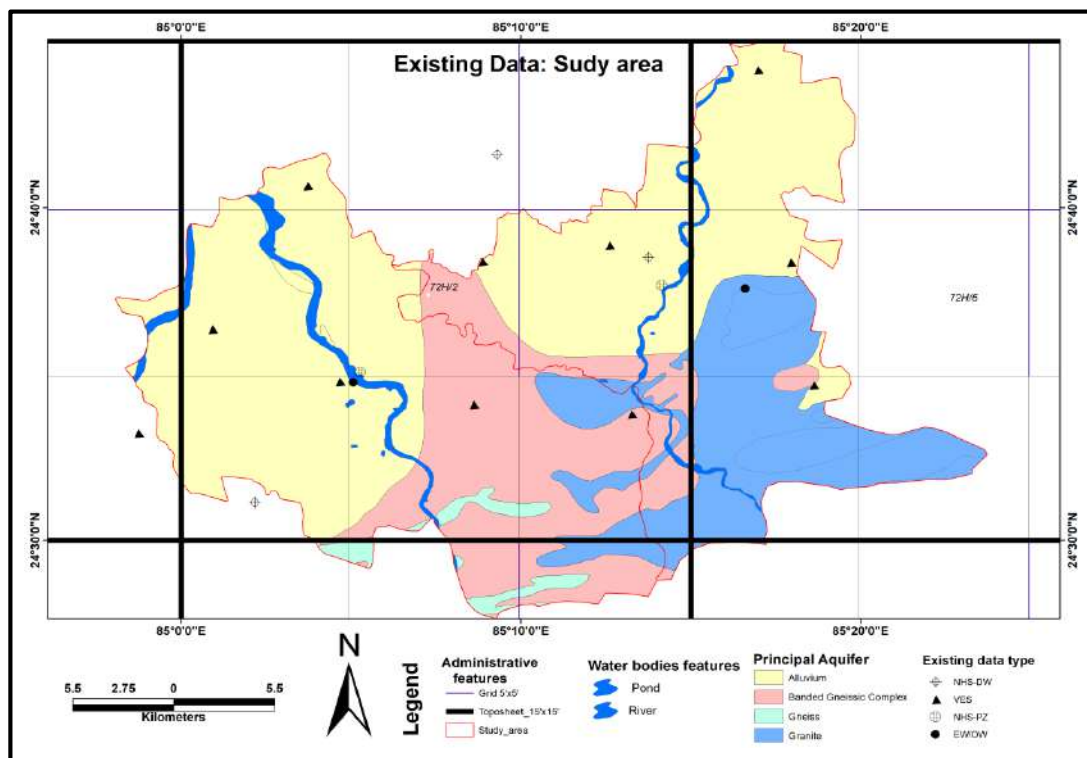 85°0'0"E 85°10'0"E 85°20'0"E
Existing Data: Sudy area
24°40'0"N 24°40'0"N
72H/2
72H/6
24°30'0"N 24°30'0"N
85°0'0"E 85°10'0"E 85°20'0"E
5.5 2.75 0 5.5
Kilometers
N
Legend
Administrative
features
Grid 5'x5'
Toposheet_15'x15'
Study_area
Water bodies features
Pond
River
Principal Aquifer
Alluvium
Banded Gneissic Complex
Gneiss
Granite
Existing data type
NHS-DW
VES
NHS-PZ
EW/OW